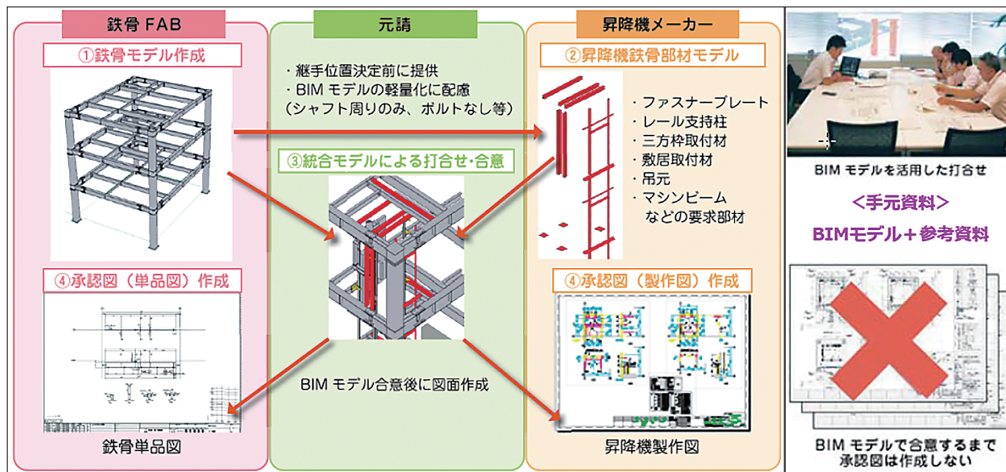 鉄骨 FAB
①鉄骨モデル作成
④承認図（単品図）作成
鉄骨単品図
元請
・継手位置決定前に提供
・BIM モデルの軽量化に配慮
（シャフト周りのみ、ボルトなし等）
③統合モデルによる打合せ・合意
BIM モデル合意後に図面作成
昇降機メーカー
②昇降機鉄骨部材モデル
・ファスナープレート
・レール支持柱
・三方枠取付材
・敷居取付材
・吊元
・マシンビーム
などの要求部材
④承認図（製作図）作成
昇降機製作図
BIM モデルを活用した打合せ
＜手元資料＞
BIMモデル＋参考資料
BIM モデルで合意するまで
承認図は作成しない